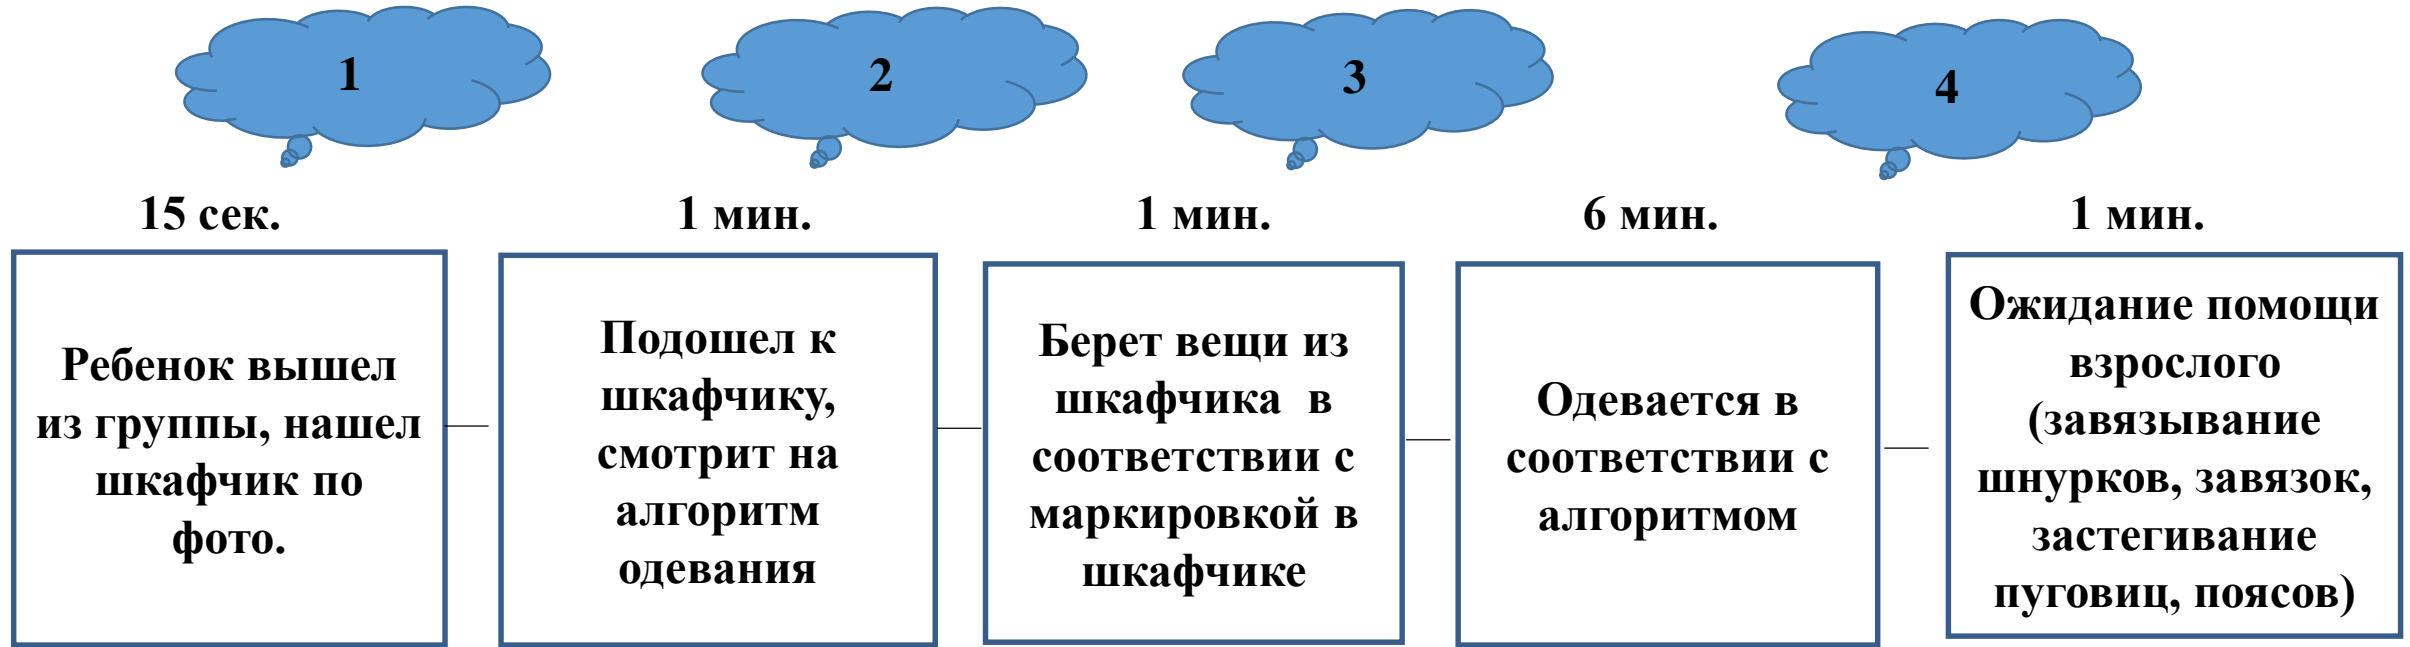 1
2
3
4
15 сек.
1 мин.
1 мин.
6 мин.
1 мин.
Ребенок вышел
из группы, нашел
шкафчик по
фото.
Подошел к
шкафчику,
смотрит на
алгоритм
одевания
Берет вещи из
шкафчика  в
соответствии с
маркировкой в
шкафчике
Одевается в
соответствии с
алгоритмом
Ожидание помощи
взрослого
(завязывание
шнурков, завязок,
застегивание
пуговиц, поясов)